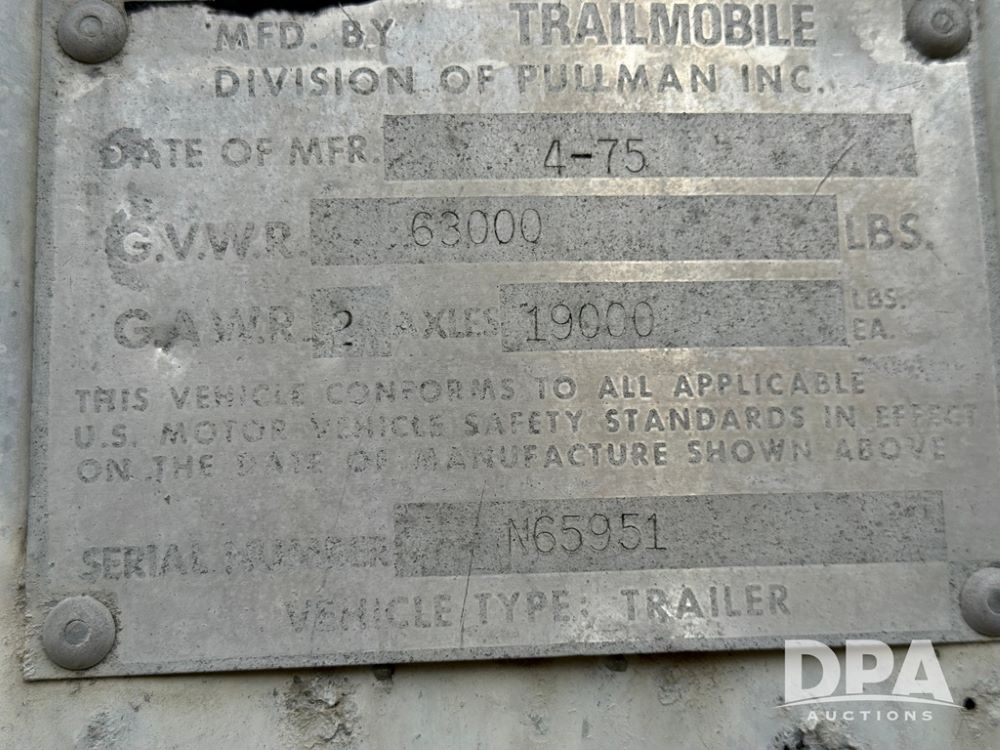 MFD. BY TRAILMOBILE
DIVISION OF PULLMAN INC.
DATE OF MFR. 4-75
G.V.W.R. 63000 LBS.
G.A.W.R. 2 AXLES 19000 LBS. EA.
THIS VEHICLE CONFORMS TO ALL APPLICABLE
U.S. MOTOR VEHICLE SAFETY STANDARDS IN EFFECT
ON THE DATE OF MANUFACTURE SHOWN ABOVE
SERIAL NUMBER N65951
VEHICLE TYPE: TRAILER
DPA
AUCTIONS